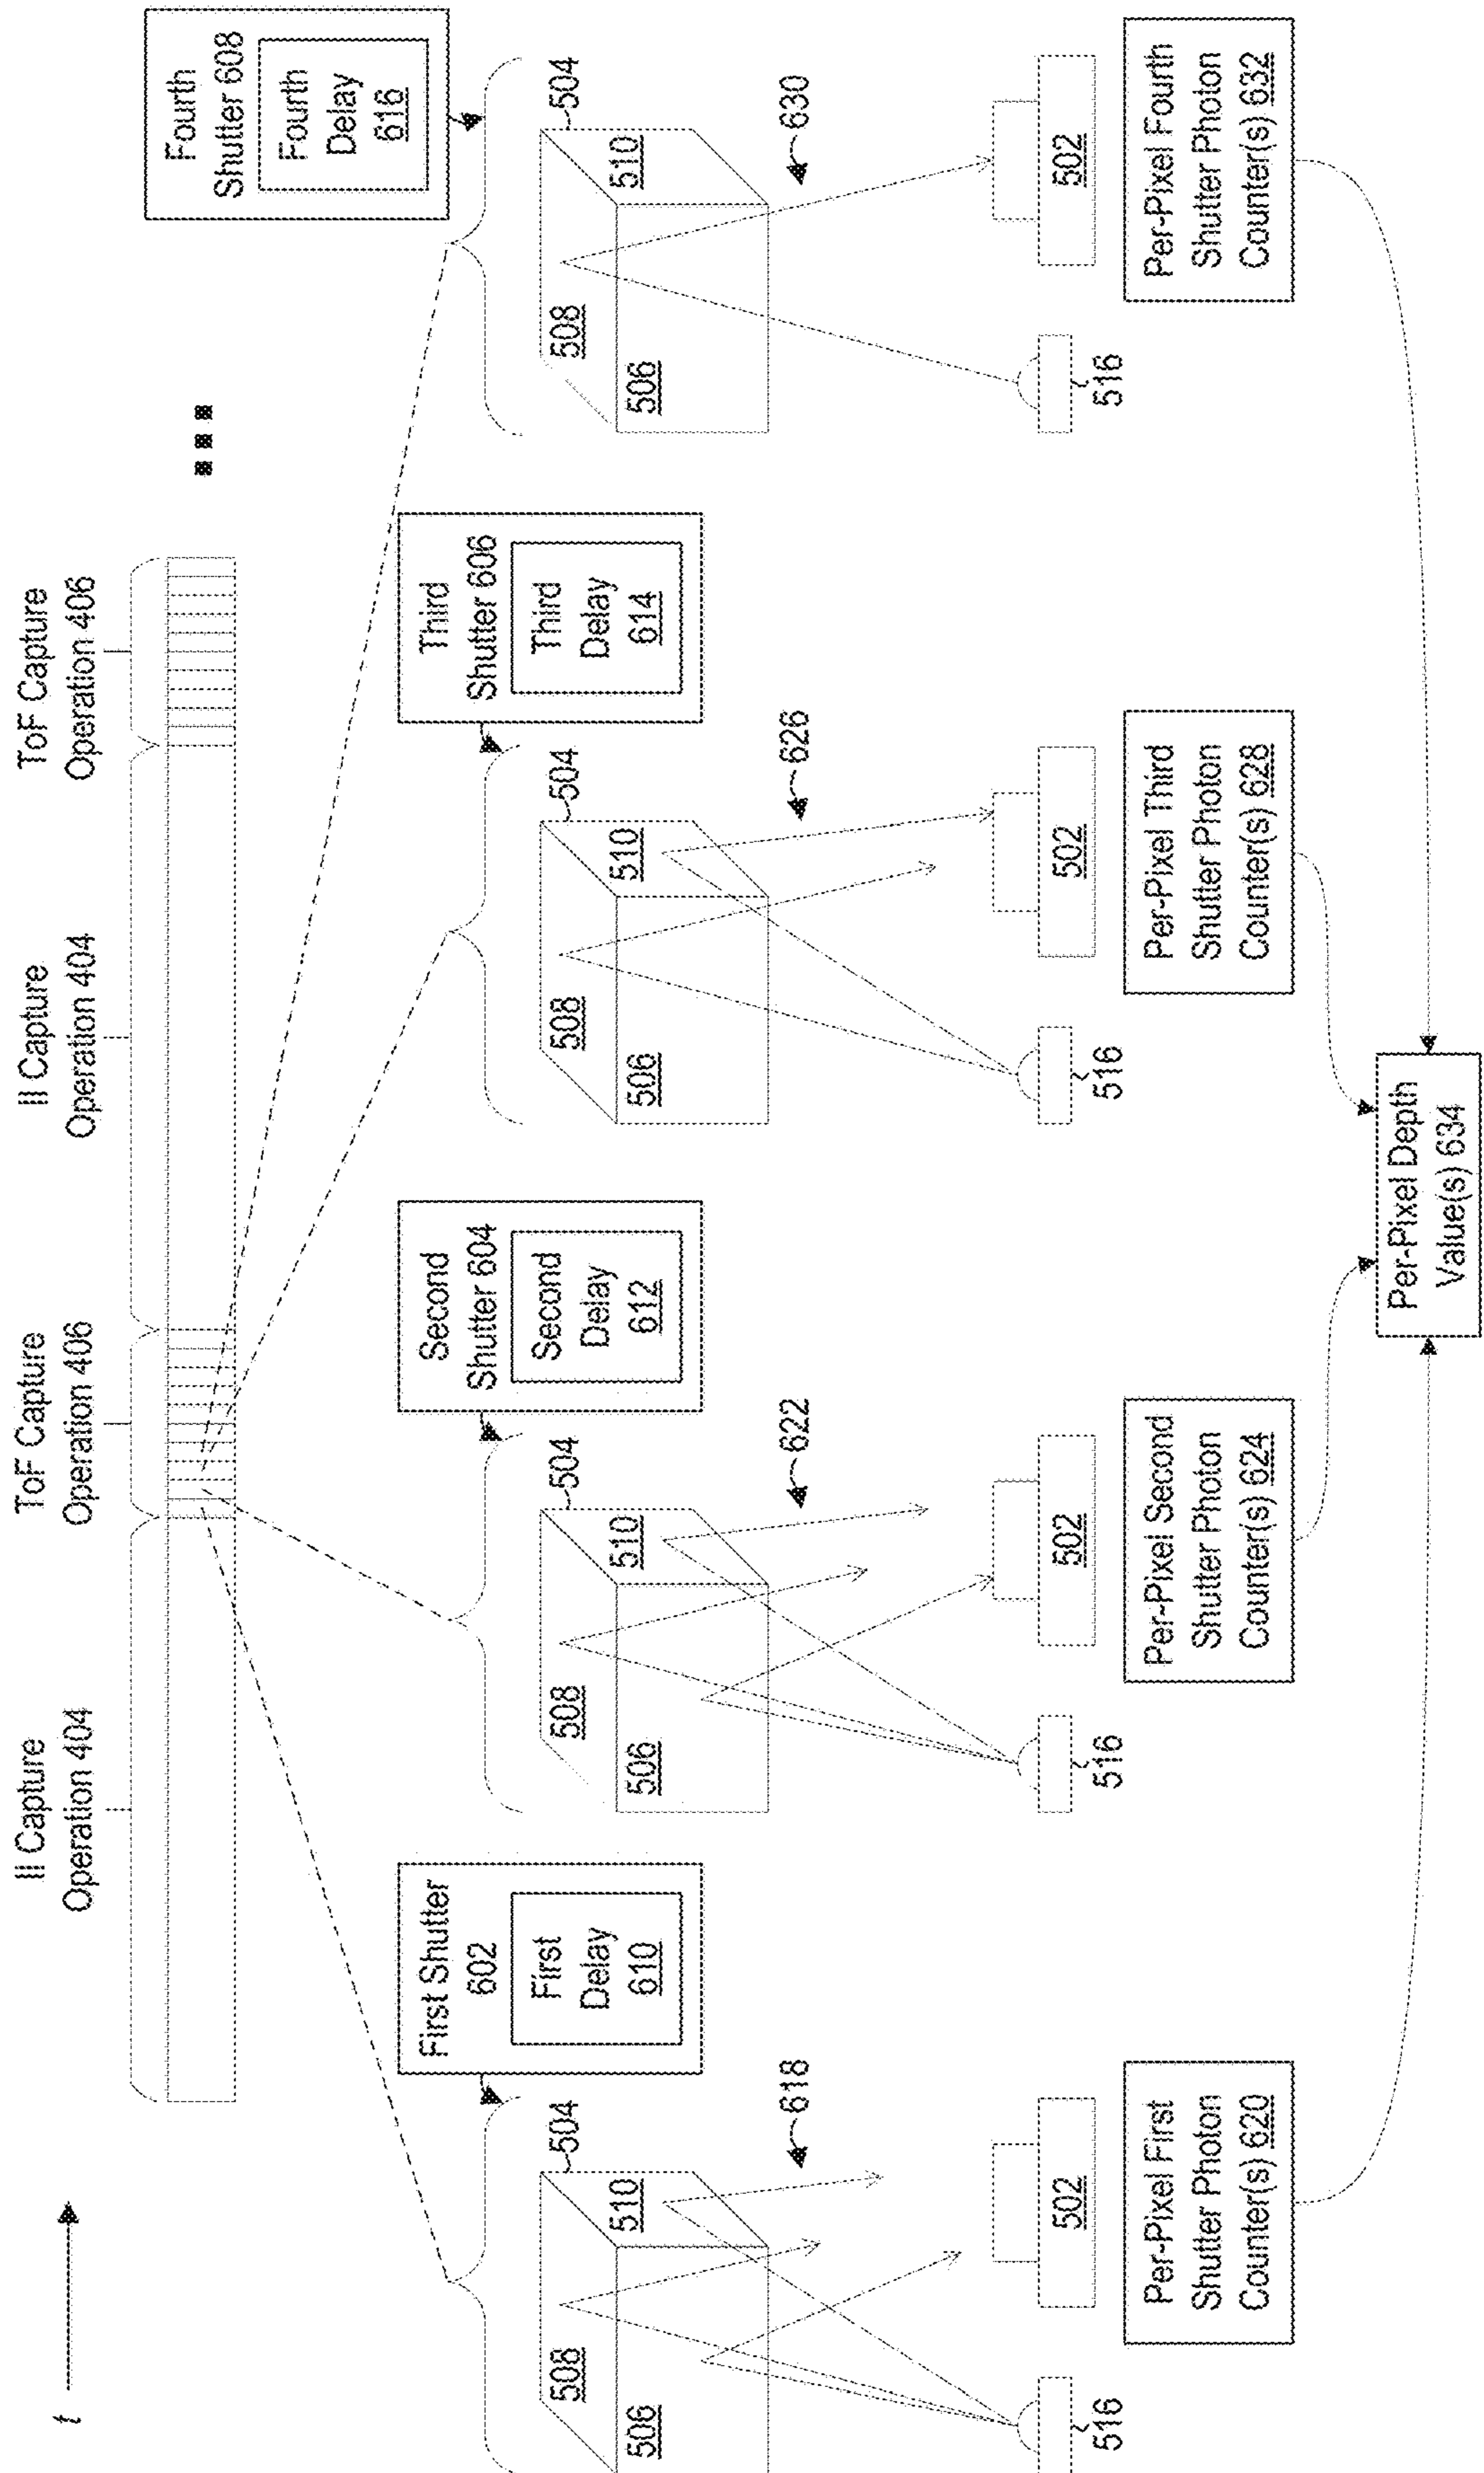 t
II Capture
Operation 404
ToF Capture
Operation 406
II Capture
Operation 404
ToF Capture
Operation 406
First Shutter
602
First
Delay
610
Second
Shutter 604
Second
Delay
612
Third
Shutter 606
Third
Delay
614
Fourth
Shutter 608
Fourth
Delay
616
504
508
510
506
618
502
516
504
508
510
506
622
502
516
504
508
510
506
626
502
516
504
508
510
506
630
502
516
Per-Pixel First
Shutter Photon
Counter(s) 620
Per-Pixel Second
Shutter Photon
Counter(s) 624
Per-Pixel Third
Shutter Photon
Counter(s) 628
Per-Pixel Fourth
Shutter Photon
Counter(s) 632
Per-Pixel Depth
Value(s) 634